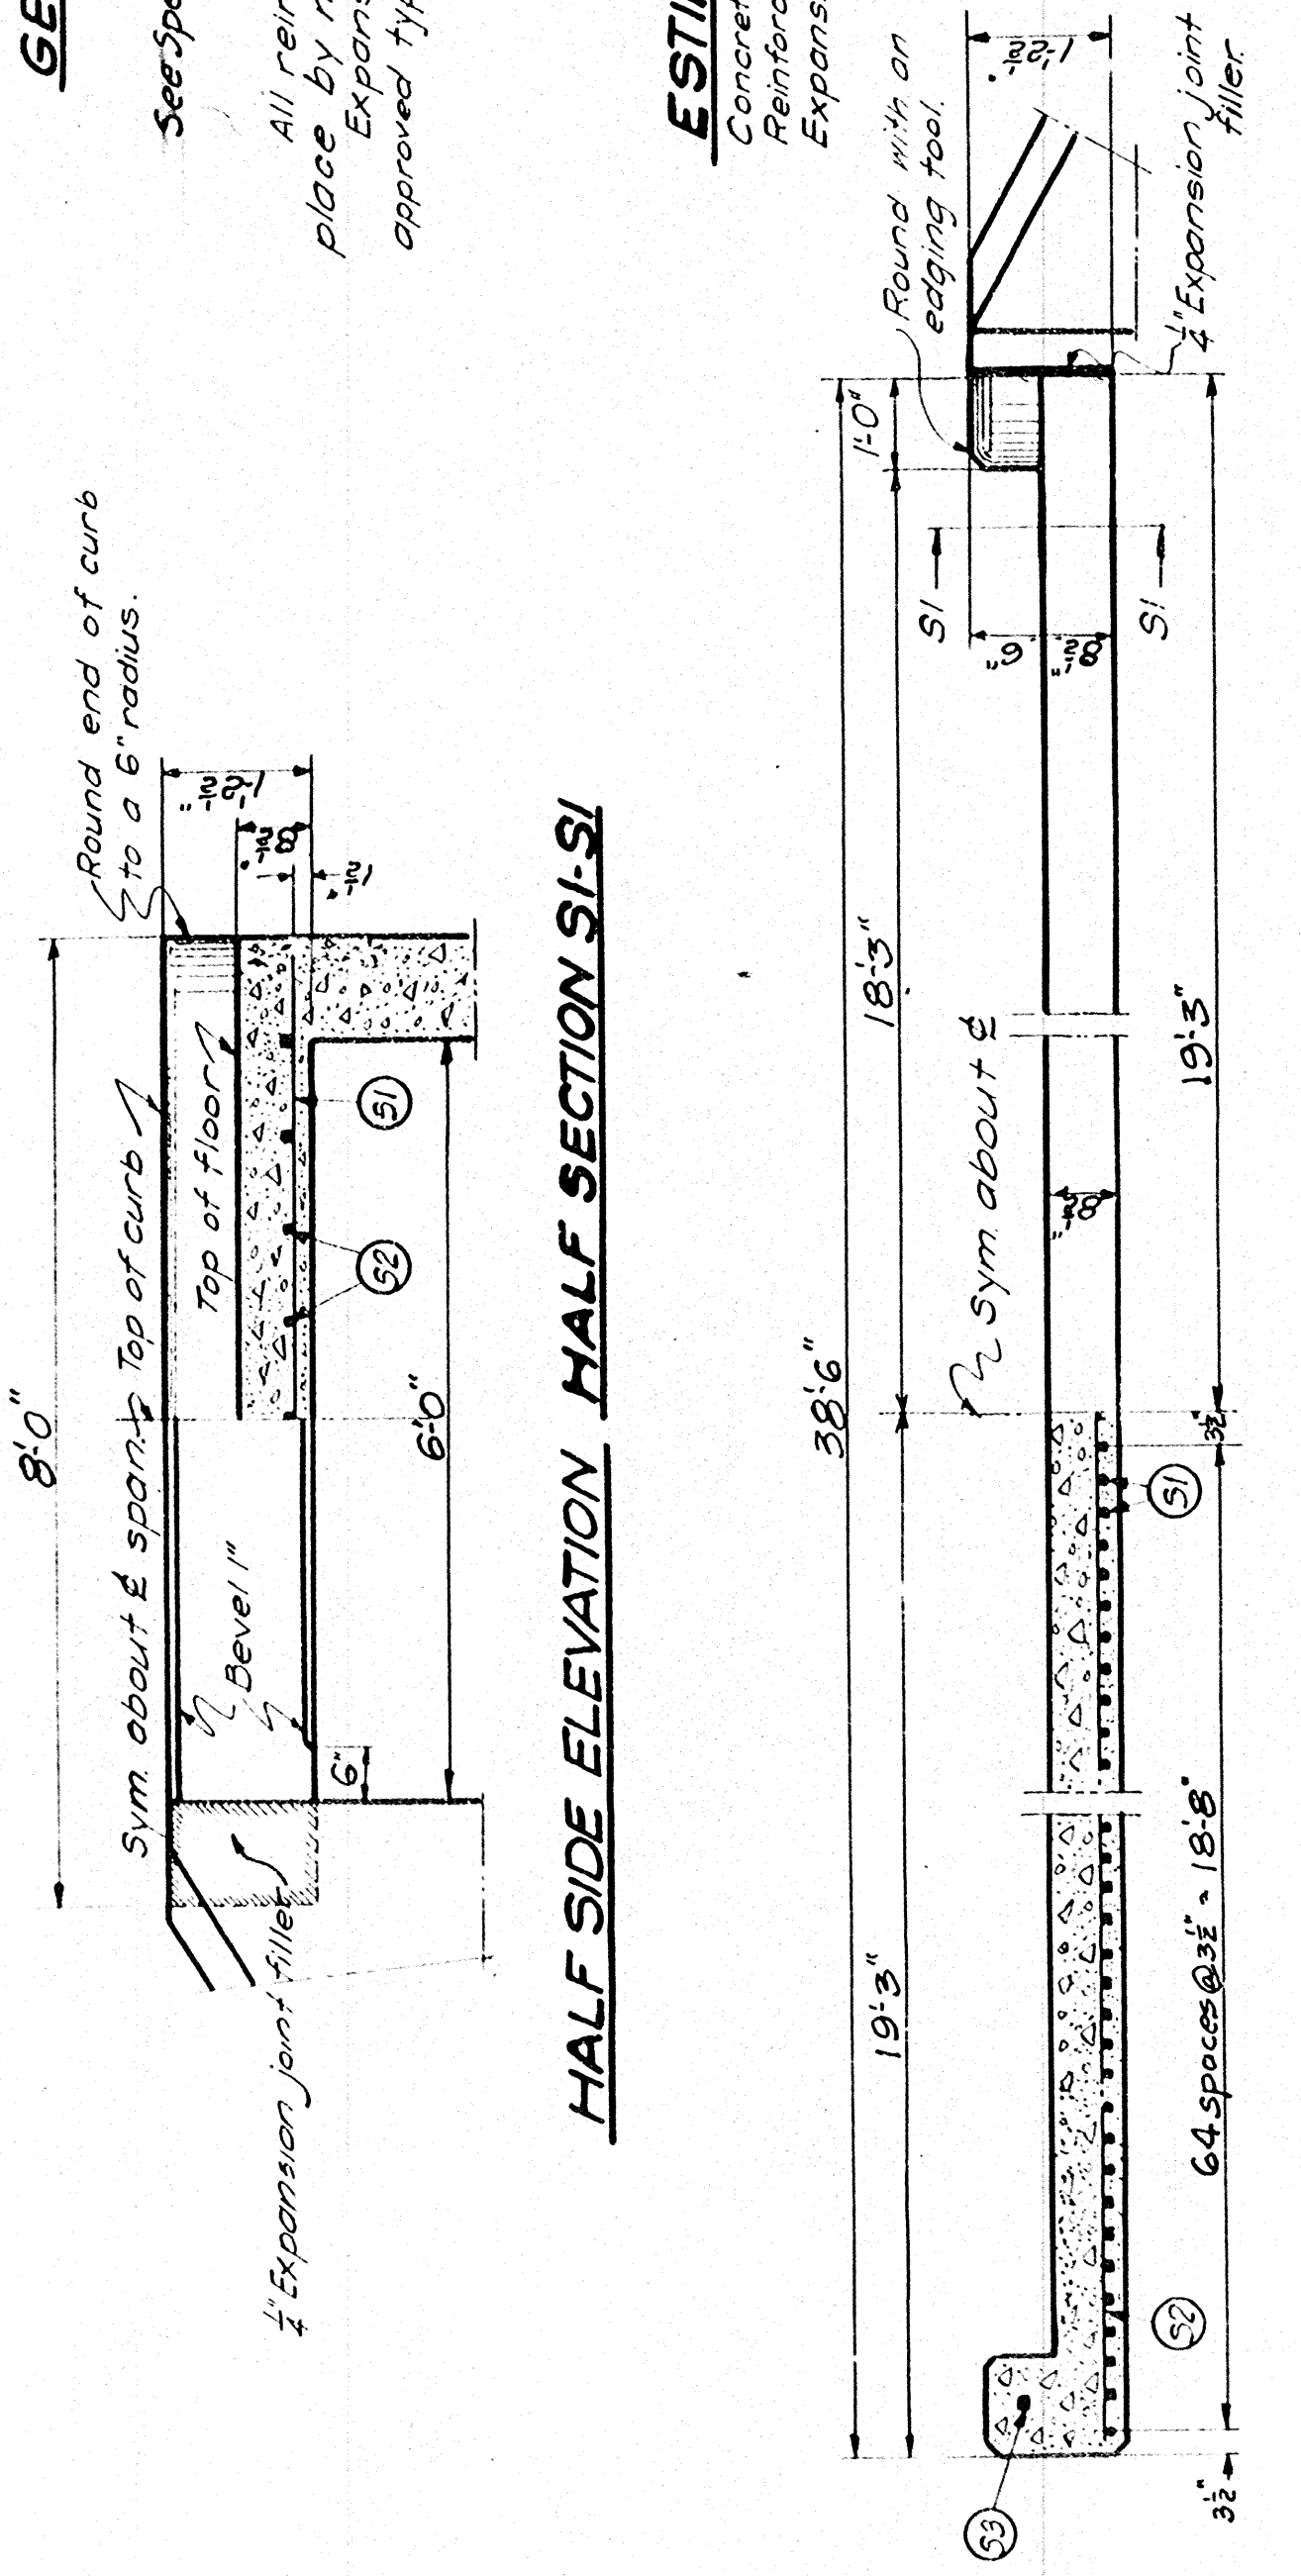 GE
See Spe
All rein
place by n
Expans
approved typ
ESTI
Concret
Reinforc
Expans
8'-0"
Round end of curb
to a 6" radius.
Sym. about ℄ span.
Top of curb
Top of floor
Bevel 1"
6"
6'-0"
1'-2½"
8½"
1½"
S1
S2
¼" Expansion joint filler
HALF SIDE ELEVATION HALF SECTION S1-S1
38'-6"
19'-3"
18'-3"
1'-0"
Round with an
edging tool.
1'-2½"
S1
S1
6"
8½"
¼" Expansion joint
filler.
Sym. about ℄
8½"
19'-3"
3½"
64 spaces @ 3½" = 18'-8"
3½"
S1
S2
S3